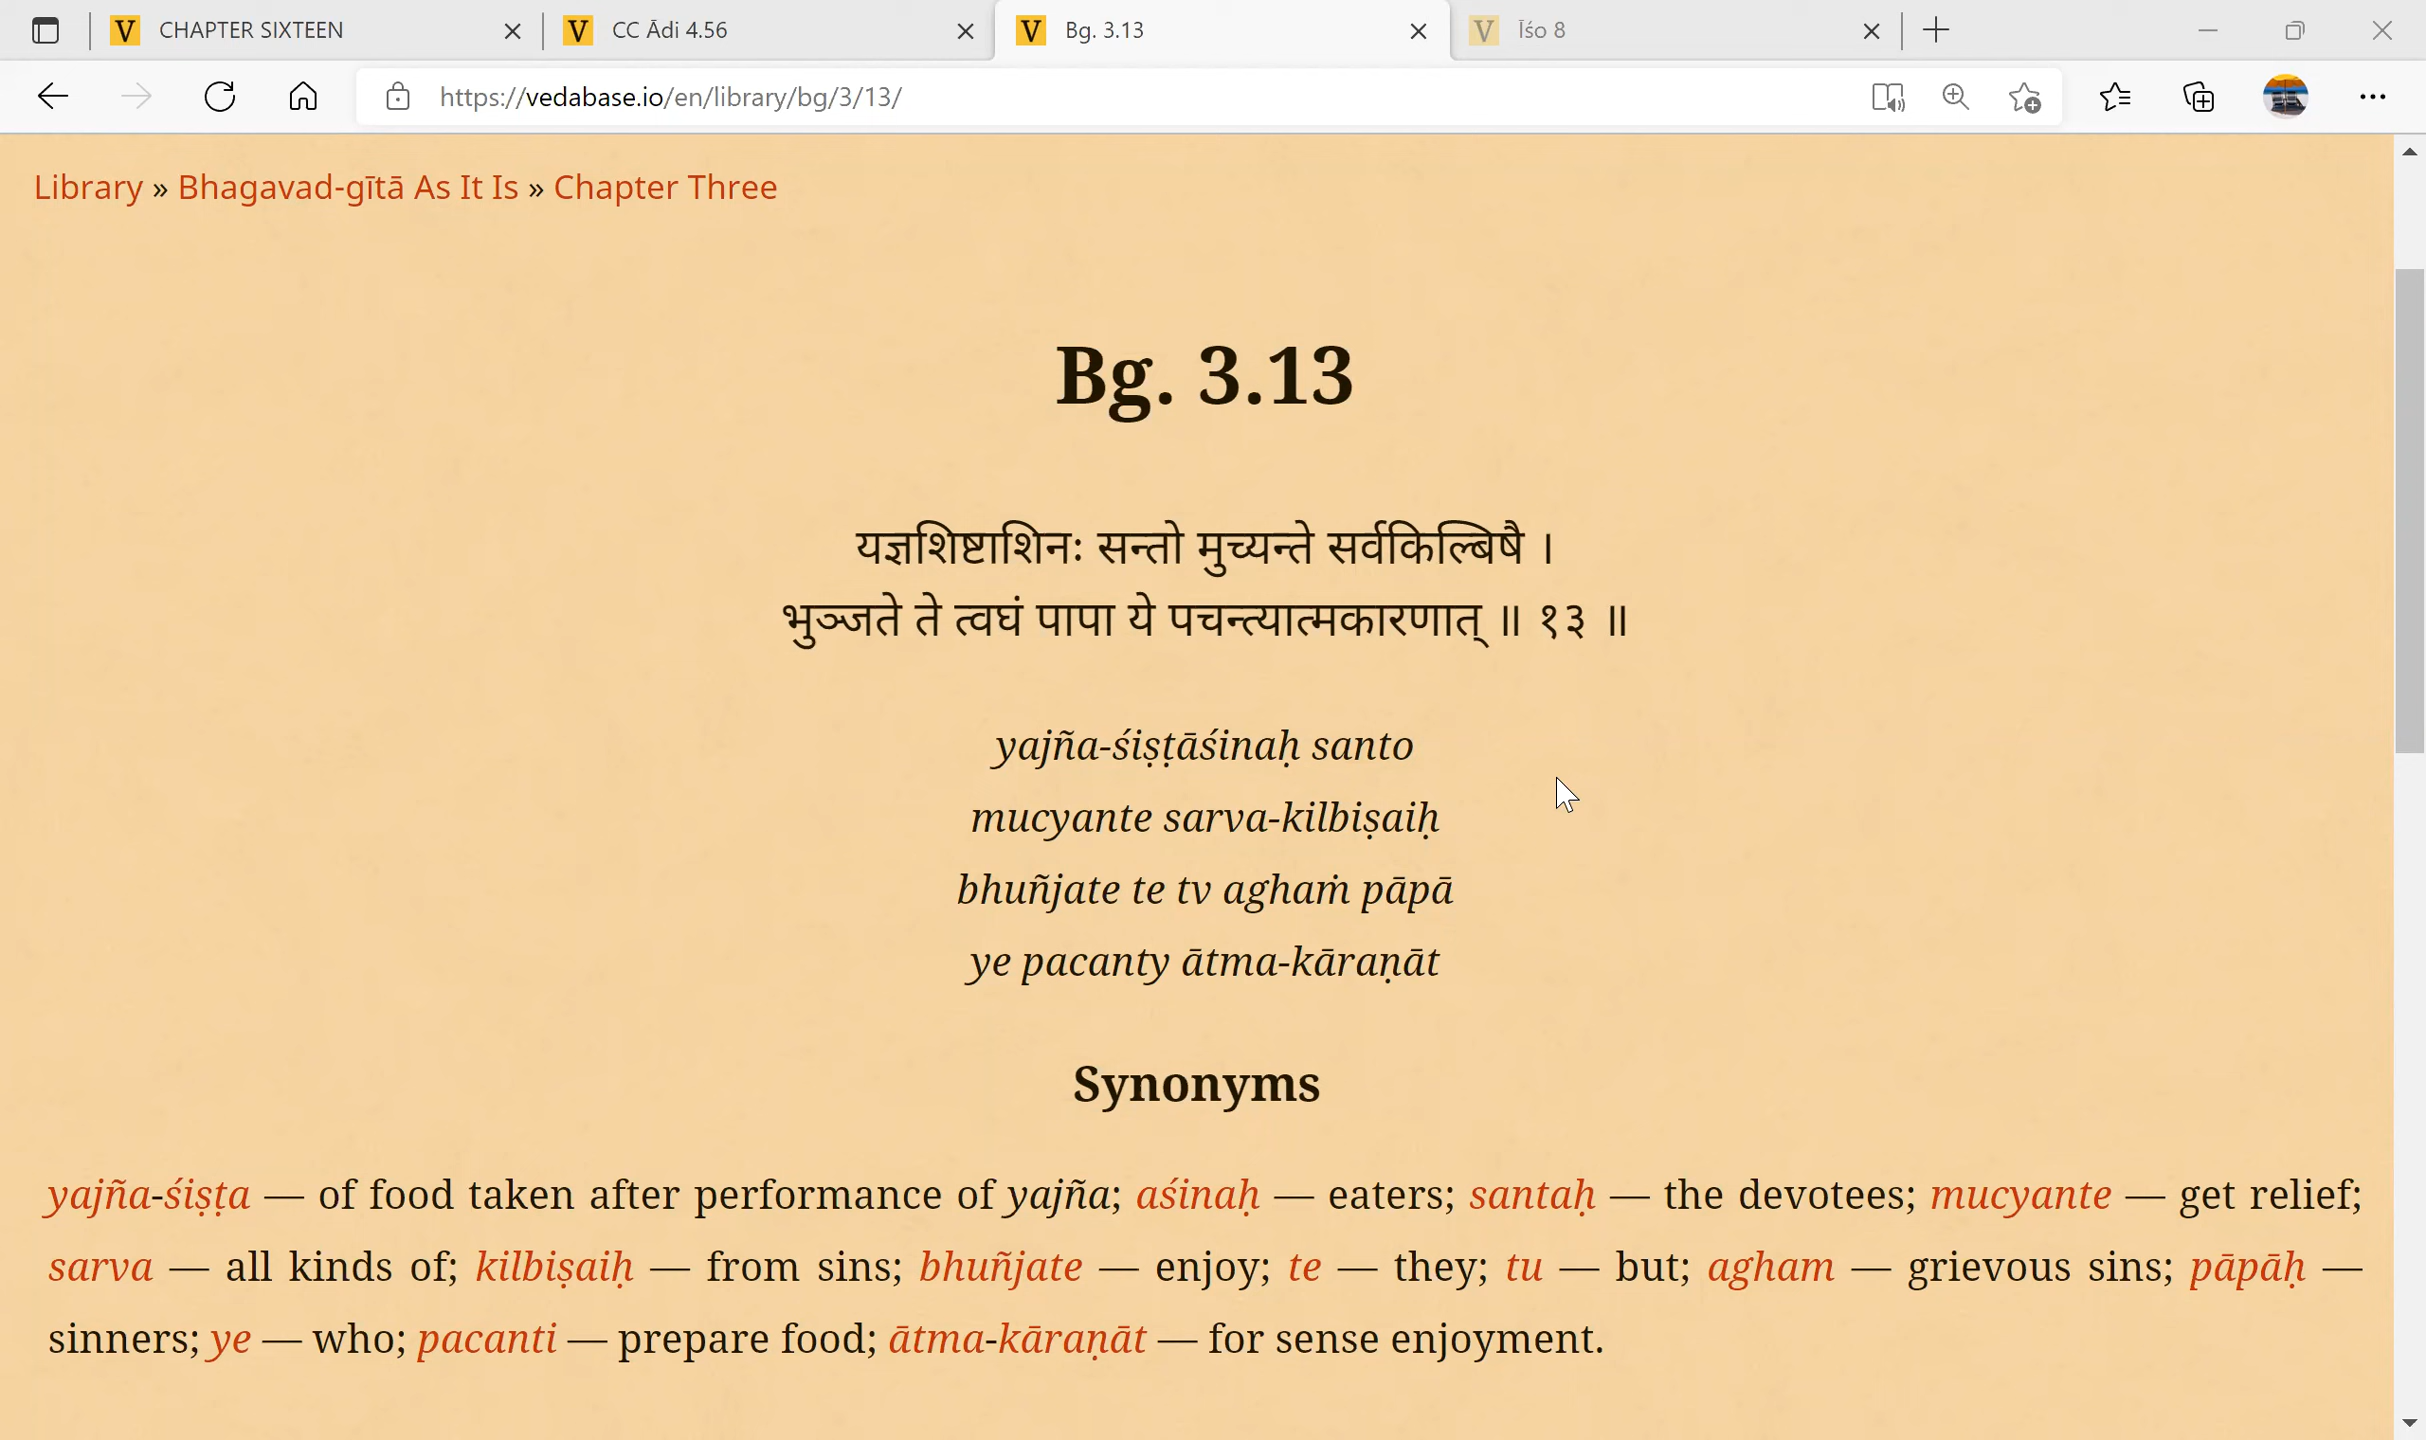 CHAPTER SIXTEEN
CC Ādi 4.56
Bg. 3.13
Īśo 8
https://vedabase.io/en/library/bg/3/13/
Library » Bhagavad-gītā As It Is » Chapter Three
Bg. 3.13
यज्ञशिष्टाशिनः सन्तो मुच्यन्ते सर्वकिल्बिषै ।
भुञ्जते ते त्वघं पापा ये पचन्त्यात्मकारणात् ॥ १३ ॥
yajña-śiṣṭāśinaḥ santo
mucyante sarva-kilbiṣaiḥ
bhuñjate te tv aghaṁ pāpā
ye pacanty ātma-kāraṇāt
Synonyms
yajña-śiṣṭa — of food taken after performance of yajña; aśinaḥ — eaters; santaḥ — the devotees; mucyante — get relief;
sarva — all kinds of; kilbiṣaiḥ — from sins; bhuñjate — enjoy; te — they; tu — but; agham — grievous sins; pāpāḥ —
sinners; ye — who; pacanti — prepare food; ātma-kāraṇāt — for sense enjoyment.